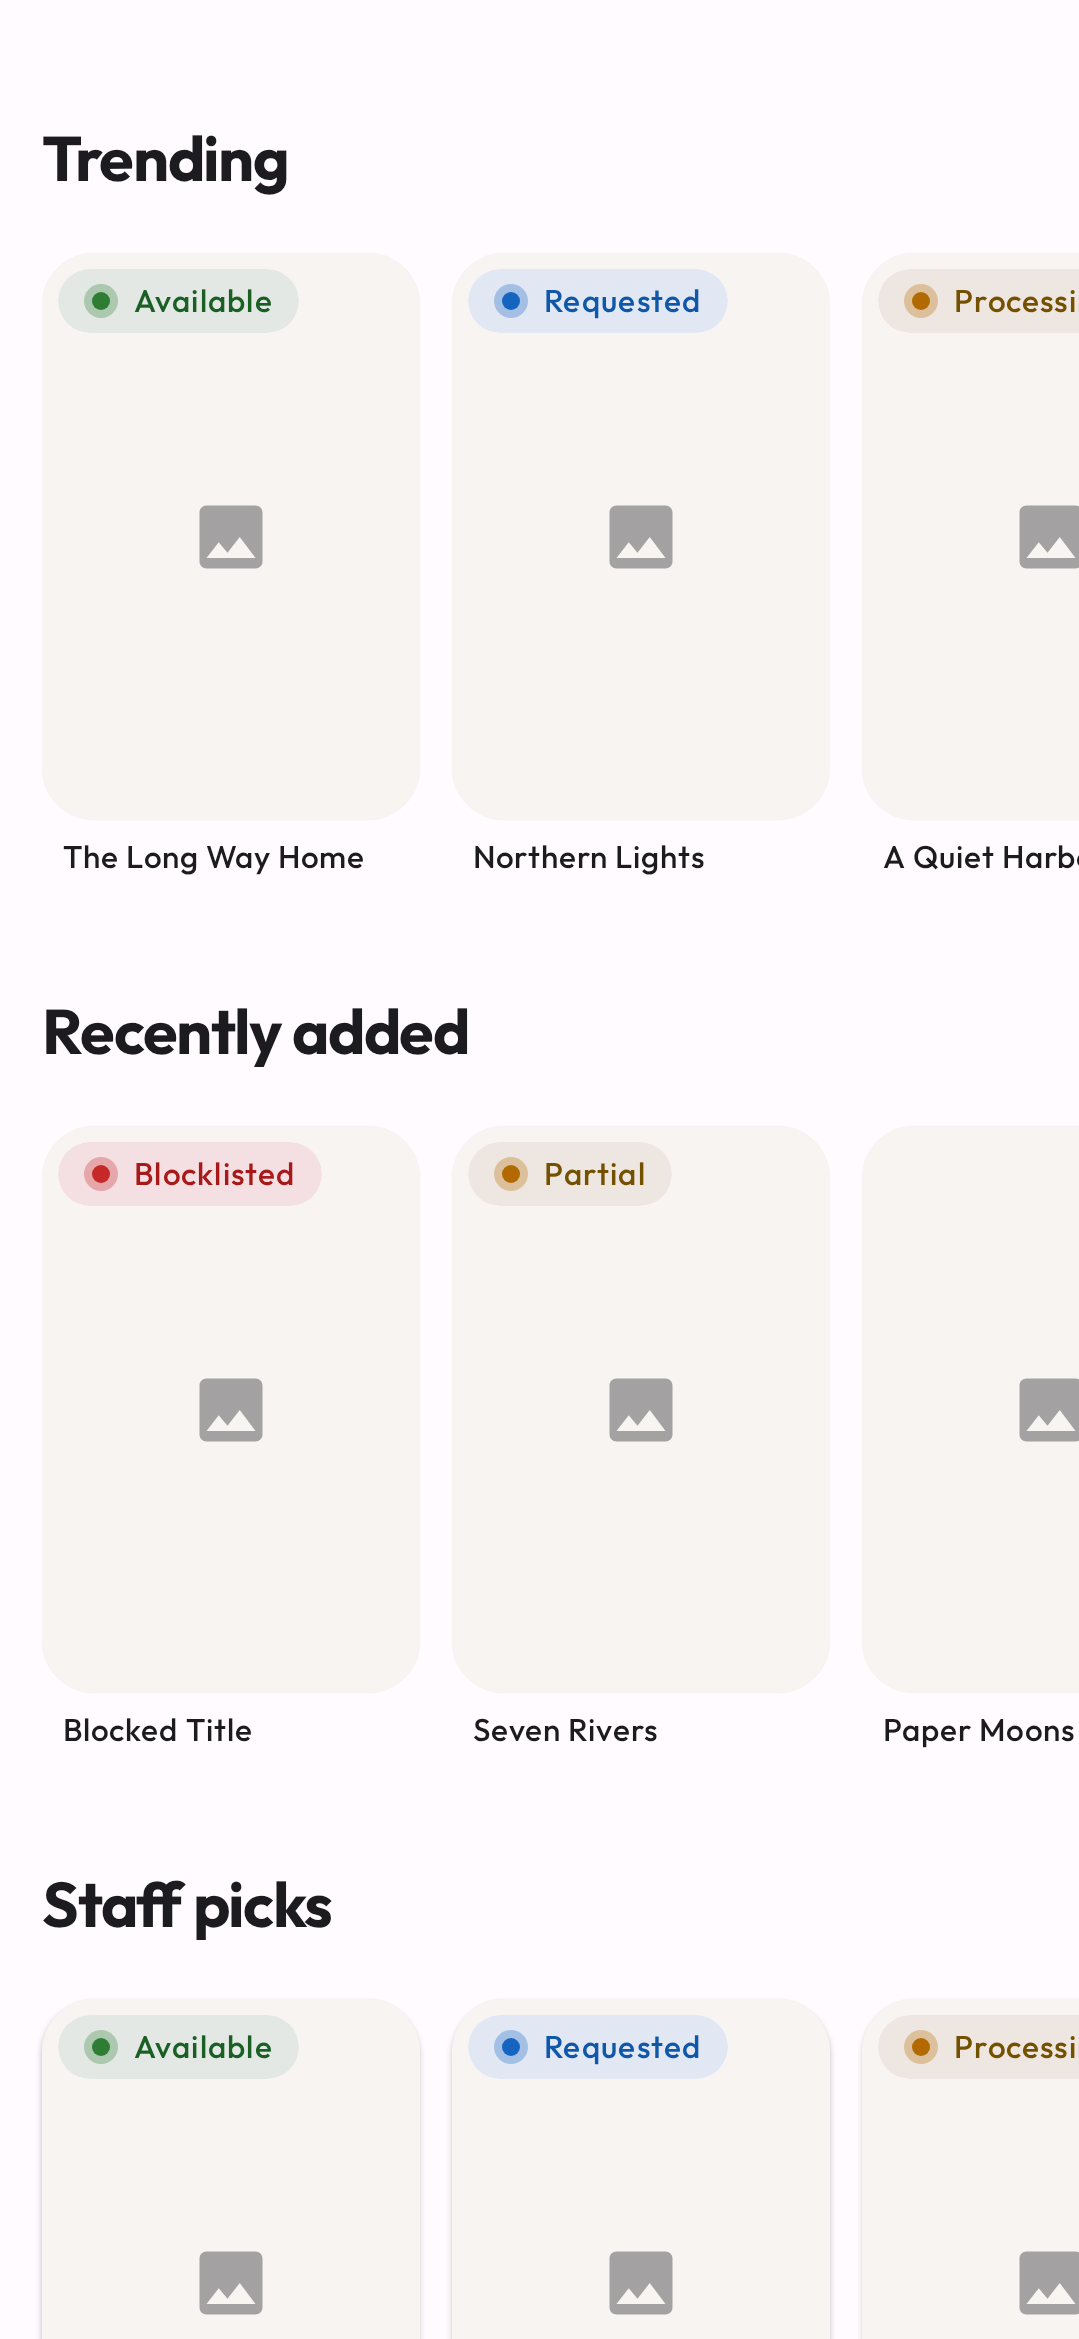 Trending
Available
Requested
Processi
The Long Way Home
Northern Lights
A Quiet Harb
Recently added
Blocklisted
Partial
Blocked Title
Seven Rivers
Paper Moons
Staff picks
Available
Requested
Processi